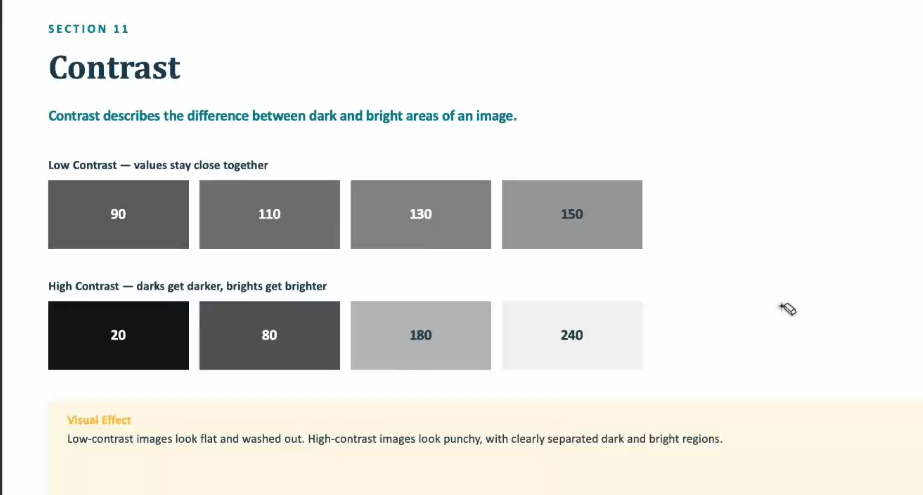 SECTION 11
Contrast
Contrast describes the difference between dark and bright areas of an image.
Low Contrast — values stay close together
90 110 130 150
High Contrast — darks get darker, brights get brighter
20 80 180 240
Visual Effect
Low-contrast images look flat and washed out. High-contrast images look punchy, with clearly separated dark and bright regions.